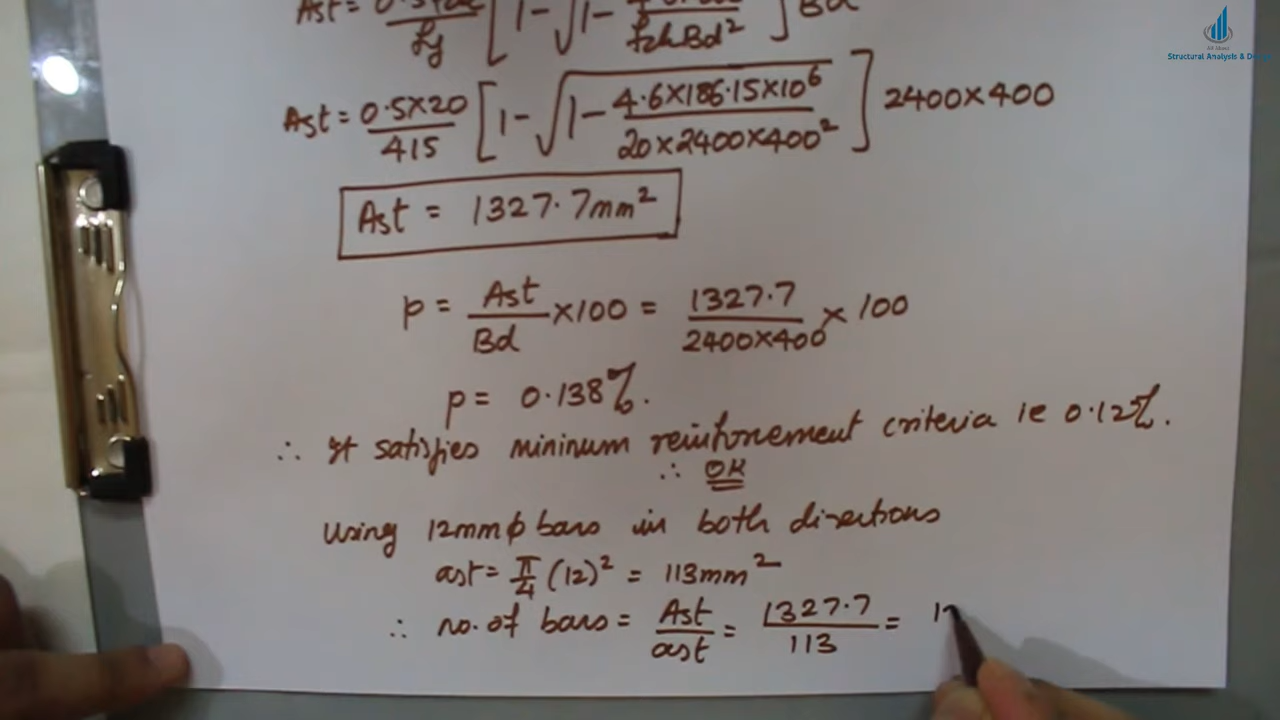 Structural Analysis & De
Ast = 0.5×20/415 [1-√1- 4.6×186.15×10⁶/20×2400×400²] 2400×400
Ast = 1327.7mm²
p = Ast/Bd ×100 = 1327.7/2400×400 × 100
p = 0.138%.
∴ It satisfies mininum reinforcement criteria ie 0.12%.
∴ OK
Using 12mmϕ bars in both directions
ast = π/4 (12)² = 113mm²
∴ no. of bars = Ast/ast = 1327.7/113 =